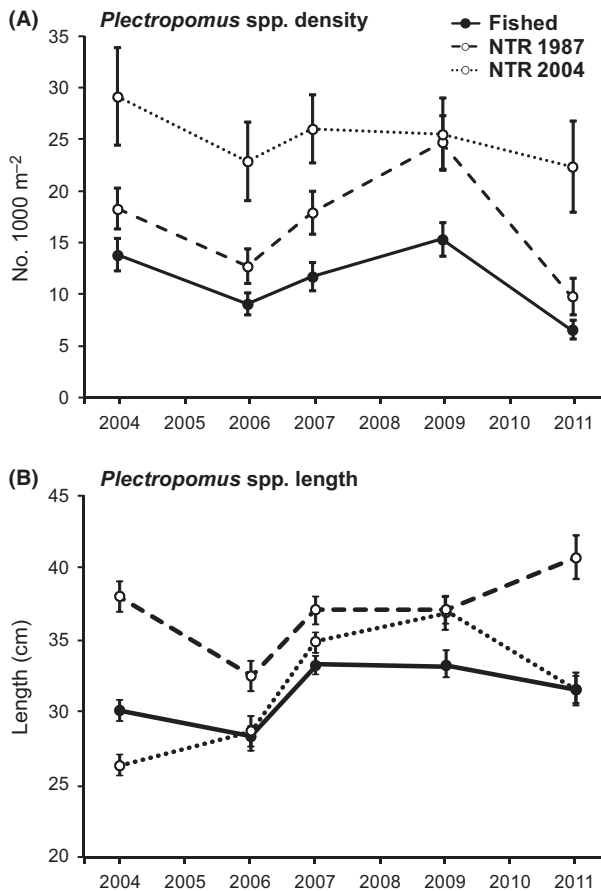 (A) Plectropomus spp. density
Fished
NTR 1987
NTR 2004
No. 1000 m⁻²
35
30
25
20
15
10
5
0
2004 2005 2006 2007 2008 2009 2010 2011
(B) Plectropomus spp. length
Length (cm)
45
40
35
30
25
20
2004 2005 2006 2007 2008 2009 2010 2011